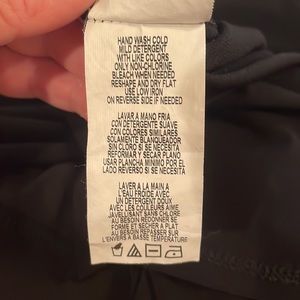 HAND WASH COLD
MILD DETERGENT
WITH LIKE COLORS
ONLY NON-CHLORINE
BLEACH WHEN NEEDED
RESHAPE AND DRY FLAT
USE LOW IRON
ON REVERSE SIDE IF NEEDED
LAVAR A MANO FRIA
CON DETERGENTE SUAVE
CON COLORES SIMILARES
SOLAMENTE BLANQUEADOR
SIN CLORO SI SE NECESITA
REFORMAR Y SECAR PLANO
USAR PLANCHA MINIMO POR EL
LADO REVERSO SI SE NECESITA
LAVER A LA MAIN A
L'EAU FROIDE AVEC
UN DETERGENT DOUX
AVEC LES COULEURS AIME
JAVELLISANT SANS CHLORE
AU BESOIN REDONNER SE
FORME ET SECHER A PLAT
AU BESOIN REPASSER SUR
L'ENVERS A BASSE TEMPERATURE